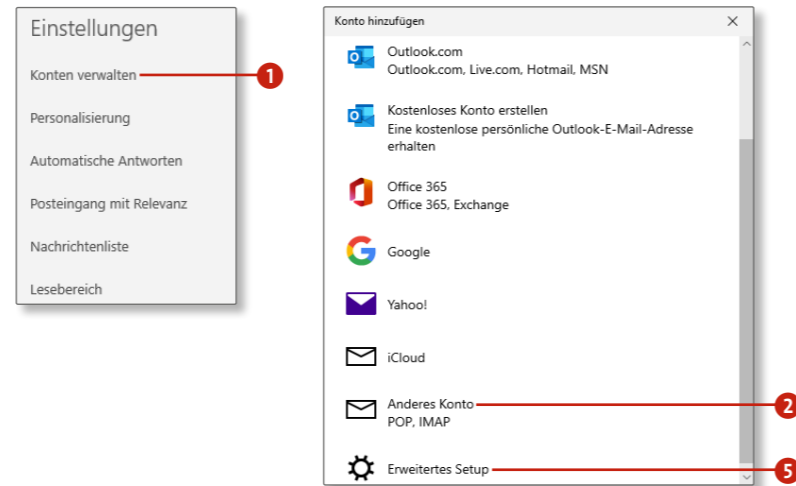 Einstellungen
Konten verwalten
1
Personalisierung
Automatische Antworten
Posteingang mit Relevanz
Nachrichtenliste
Lesebereich
Konto hinzufügen
Outlook.com
Outlook.com, Live.com, Hotmail, MSN
Kostenloses Konto erstellen
Eine kostenlose persönliche Outlook-E-Mail-Adresse
erhalten
Office 365
Office 365, Exchange
Google
Yahoo!
iCloud
Anderes Konto
2
POP, IMAP
Erweitertes Setup
5